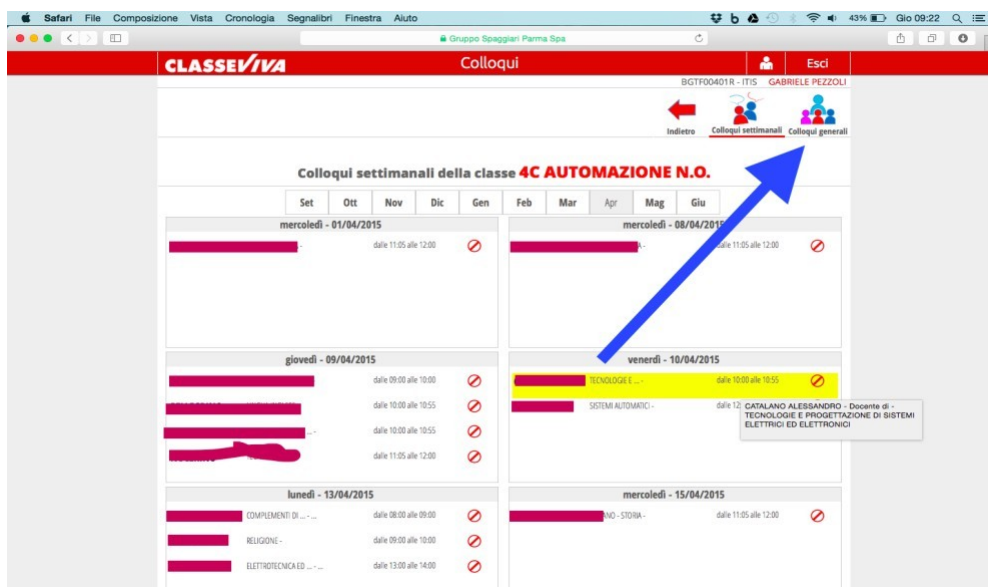 Safari File Composizione Vista Cronologia Segnalibri Finestra Aiuto 43% Gio 09:22
Gruppo Spaggiari Parma Spa
CLASSEVIVA Colloqui Esci
BGTF00401R - ITIS GABRIELE PEZZOLI
Indietro Colloqui settimanali Colloqui generali
Colloqui settimanali della classe 4C AUTOMAZIONE N.O.
Set Ott Nov Dic Gen Feb Mar Apr Mag Giu
mercoledì - 01/04/2015
- dalle 11:05 alle 12:00
mercoledì - 08/04/2015
- dalle 11:05 alle 12:00
giovedì - 09/04/2015
dalle 09:00 alle 10:00
dalle 10:00 alle 10:55
... - dalle 10:00 alle 10:55
dalle 11:05 alle 12:00
venerdì - 10/04/2015
TECNOLOGIE E ... - dalle 10:00 alle 10:55
SISTEMI AUTOMATICI - dalle 12:
CATALANO ALESSANDRO - Docente di -
TECNOLOGIE E PROGETTAZIONE DI SISTEMI
ELETTRICI ED ELETTRONICI
lunedì - 13/04/2015
COMPLEMENTI DI ... - ... dalle 08:00 alle 09:00
RELIGIONE - dalle 09:00 alle 10:00
ELETTROTECNICA ED ... - ... dalle 13:00 alle 14:00
mercoledì - 15/04/2015
- STORIA - dalle 11:05 alle 12:00